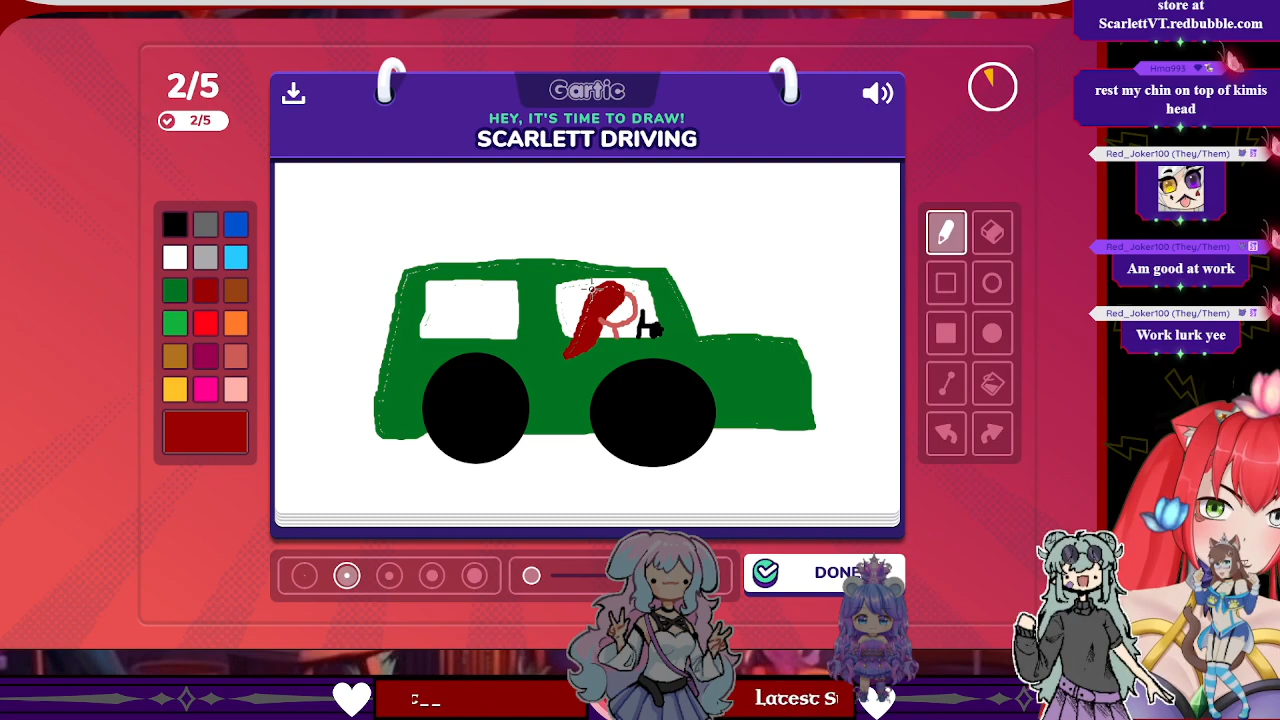 store at
ScarlettVT.redbubble.com
Hma993
rest my chin on top of kimis
head
Red_Joker100 (They/Them)
Red_Joker100 (They/Them)
Am good at work
Red_Joker100 (They/Them)
Work lurk yee
2/5
2/5
Gartic
HEY, IT'S TIME TO DRAW!
SCARLETT DRIVING
DONE
Latest S